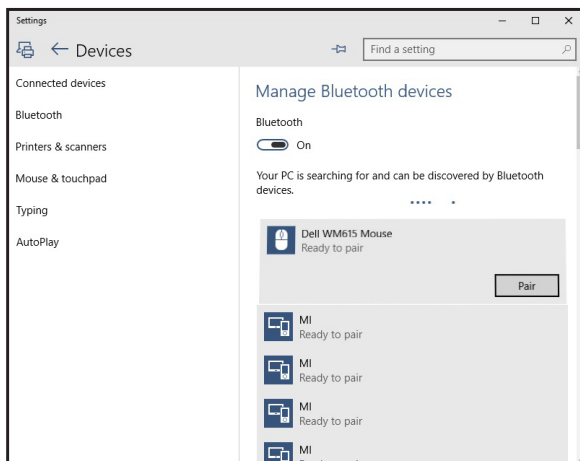 Settings
Devices
Find a setting
Connected devices
Bluetooth
Printers & scanners
Mouse & touchpad
Typing
AutoPlay
Manage Bluetooth devices
Bluetooth
On
Your PC is searching for and can be discovered by Bluetooth
devices.
Dell WM615 Mouse
Ready to pair
Pair
MI
Ready to pair
MI
Ready to pair
MI
Ready to pair
MI